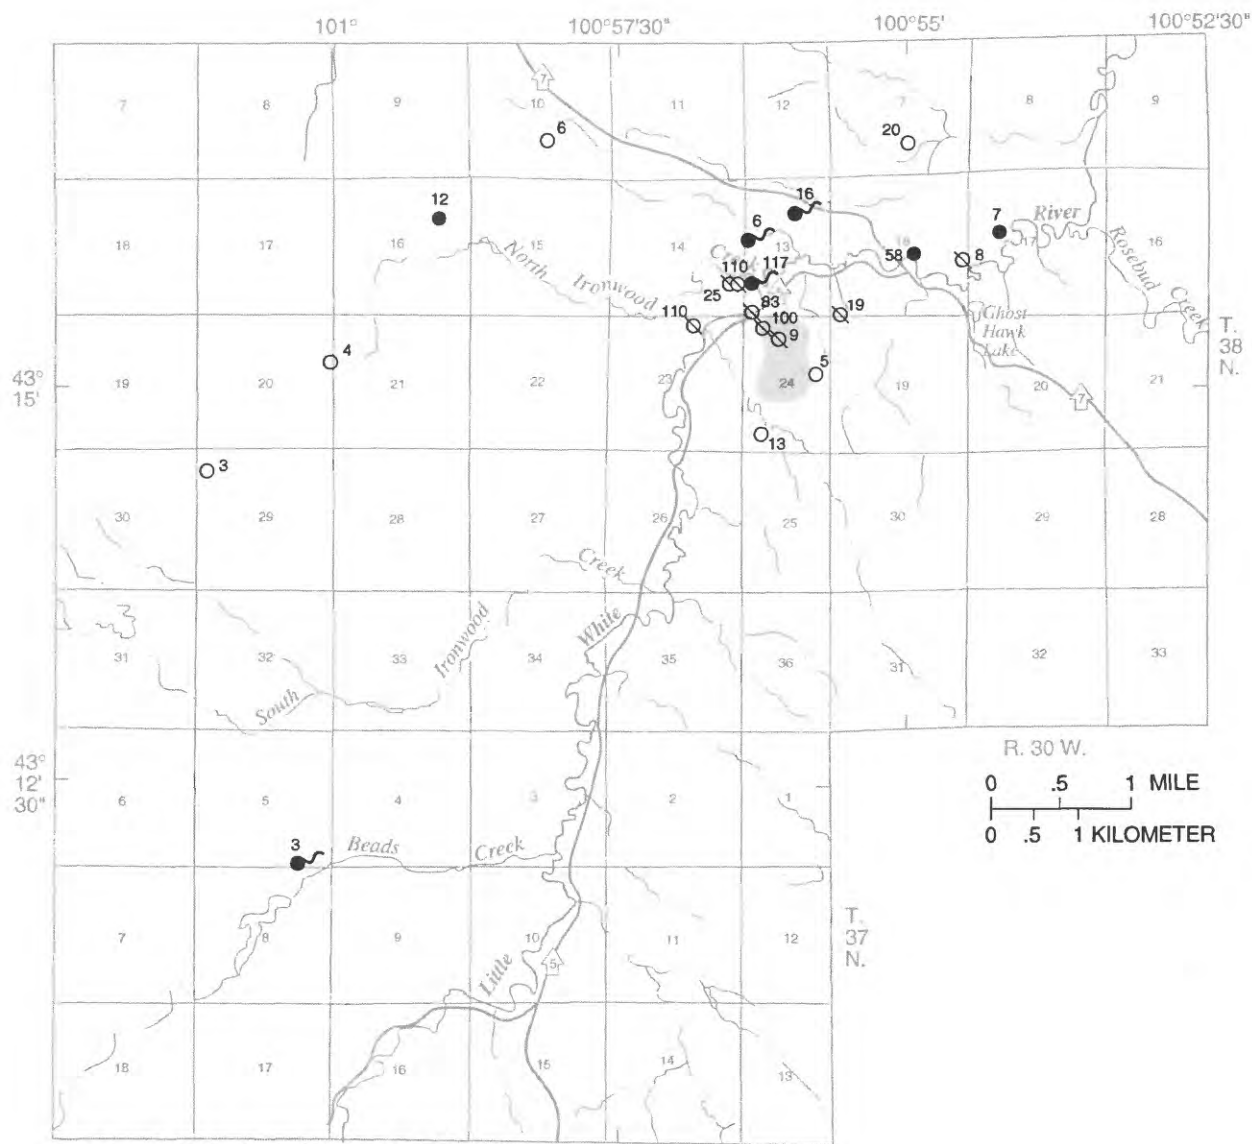 101° 100°57'30" 100°55' 100°52'30"
7 8 9 10 11 12 7 8 9
7
6 20
12 16 6 7
River
18 17 16 15 14 13 18 17 16
Rosebud
Creek
North Ironwood Creek
110 117 58 8
25 83 19
110 100 9
Ghost
Hawk
Lake
T.
38
N.
4 5
43°
15'
19 20 21 22 23 24 19 20 21
7
13
3
30 29 28 27 26 25 30 29 28
Creek
White
Ironwood
31 32 33 34 35 36 31 32 33
South
R. 30 W.
43°
12'
30"
6 5 4 3 2 1
0 .5 1 MILE
0 .5 1 KILOMETER
3 Beads Creek
T.
37
N.
7 8 9 10 11 12
5
Little
18 17 16 15 14 13